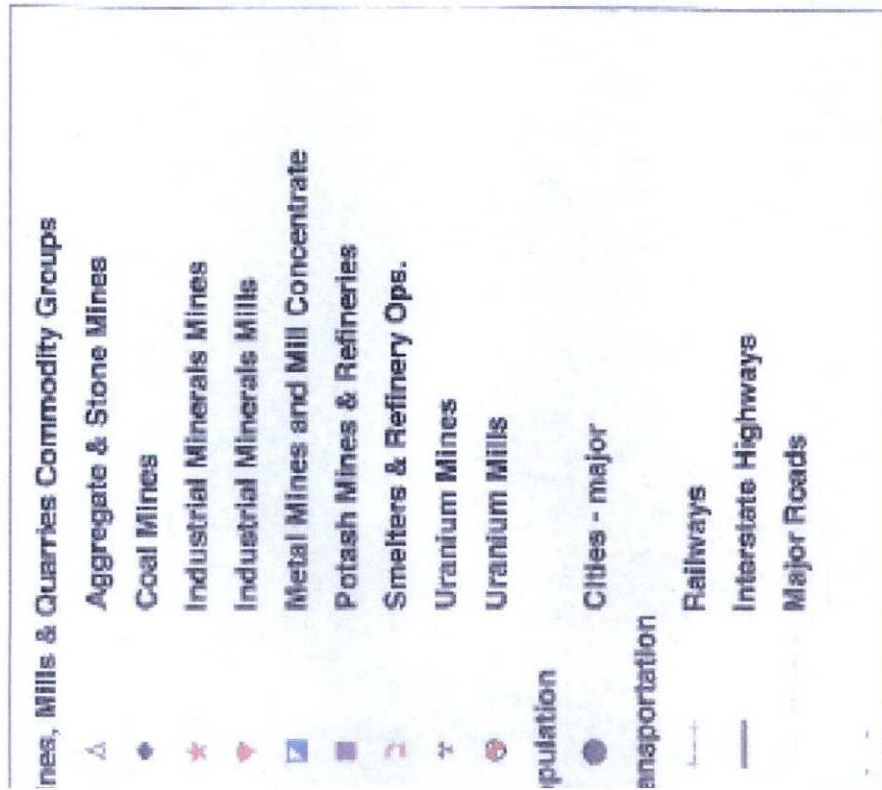 ines, Mills & Quarries Commodity Groups
Aggregate & Stone Mines
Coal Mines
Industrial Minerals Mines
Industrial Minerals Mills
Metal Mines and Mill Concentrate
Potash Mines & Refineries
Smelters & Refinery Ops.
Uranium Mines
Uranium Mills
opulation
Cities - major
ansportation
Railways
Interstate Highways
Major Roads